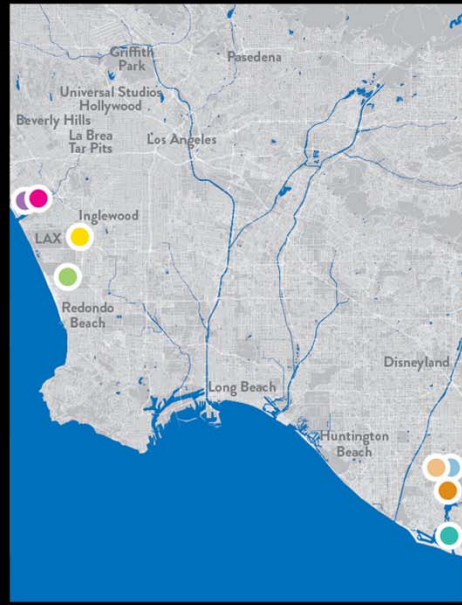 Griffith
Park
Pasedena
Universal Studios
Hollywood
Beverly Hills
La Brea
Tar Pits
Los Angeles
Inglewood
LAX
Redondo
Beach
Disneyland
Long Beach
Huntington
Beach